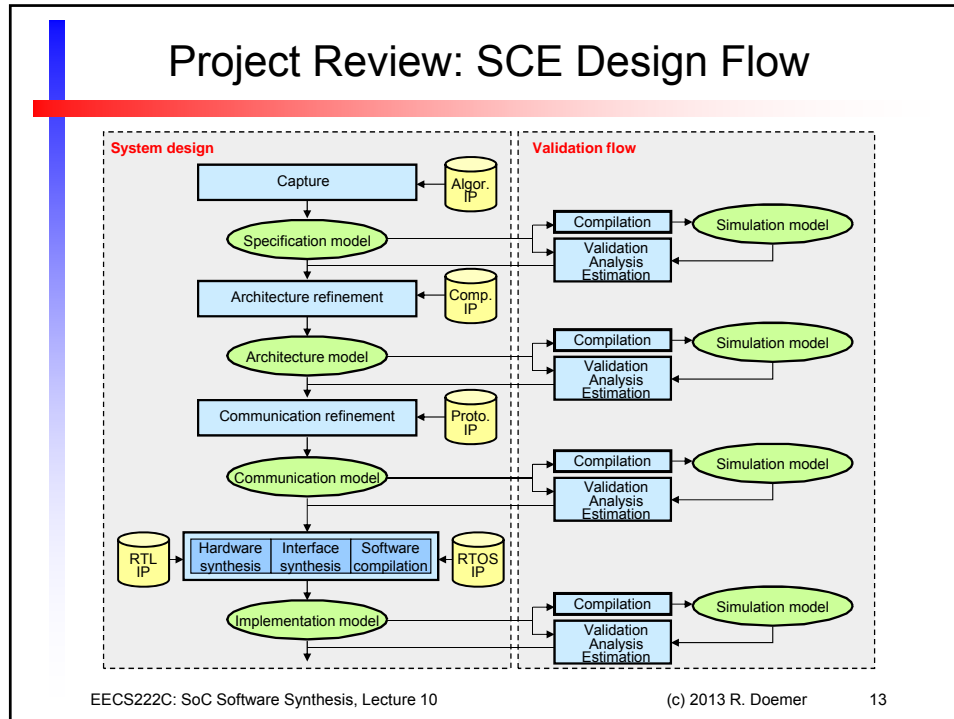 Project Review: SCE Design Flow
System design
Capture
Algor.
IP
Specification model
Architecture refinement
Comp.
IP
Architecture model
Communication refinement
Proto.
IP
Communication model
RTL
IP
Hardware
synthesis
Interface
synthesis
Software
compilation
RTOS
IP
Implementation model
Validation flow
Compilation
Simulation model
Validation
Analysis
Estimation
Compilation
Simulation model
Validation
Analysis
Estimation
Compilation
Simulation model
Validation
Analysis
Estimation
Compilation
Simulation model
Validation
Analysis
Estimation
EECS222C: SoC Software Synthesis, Lecture 10
(c) 2013 R. Doemer
13